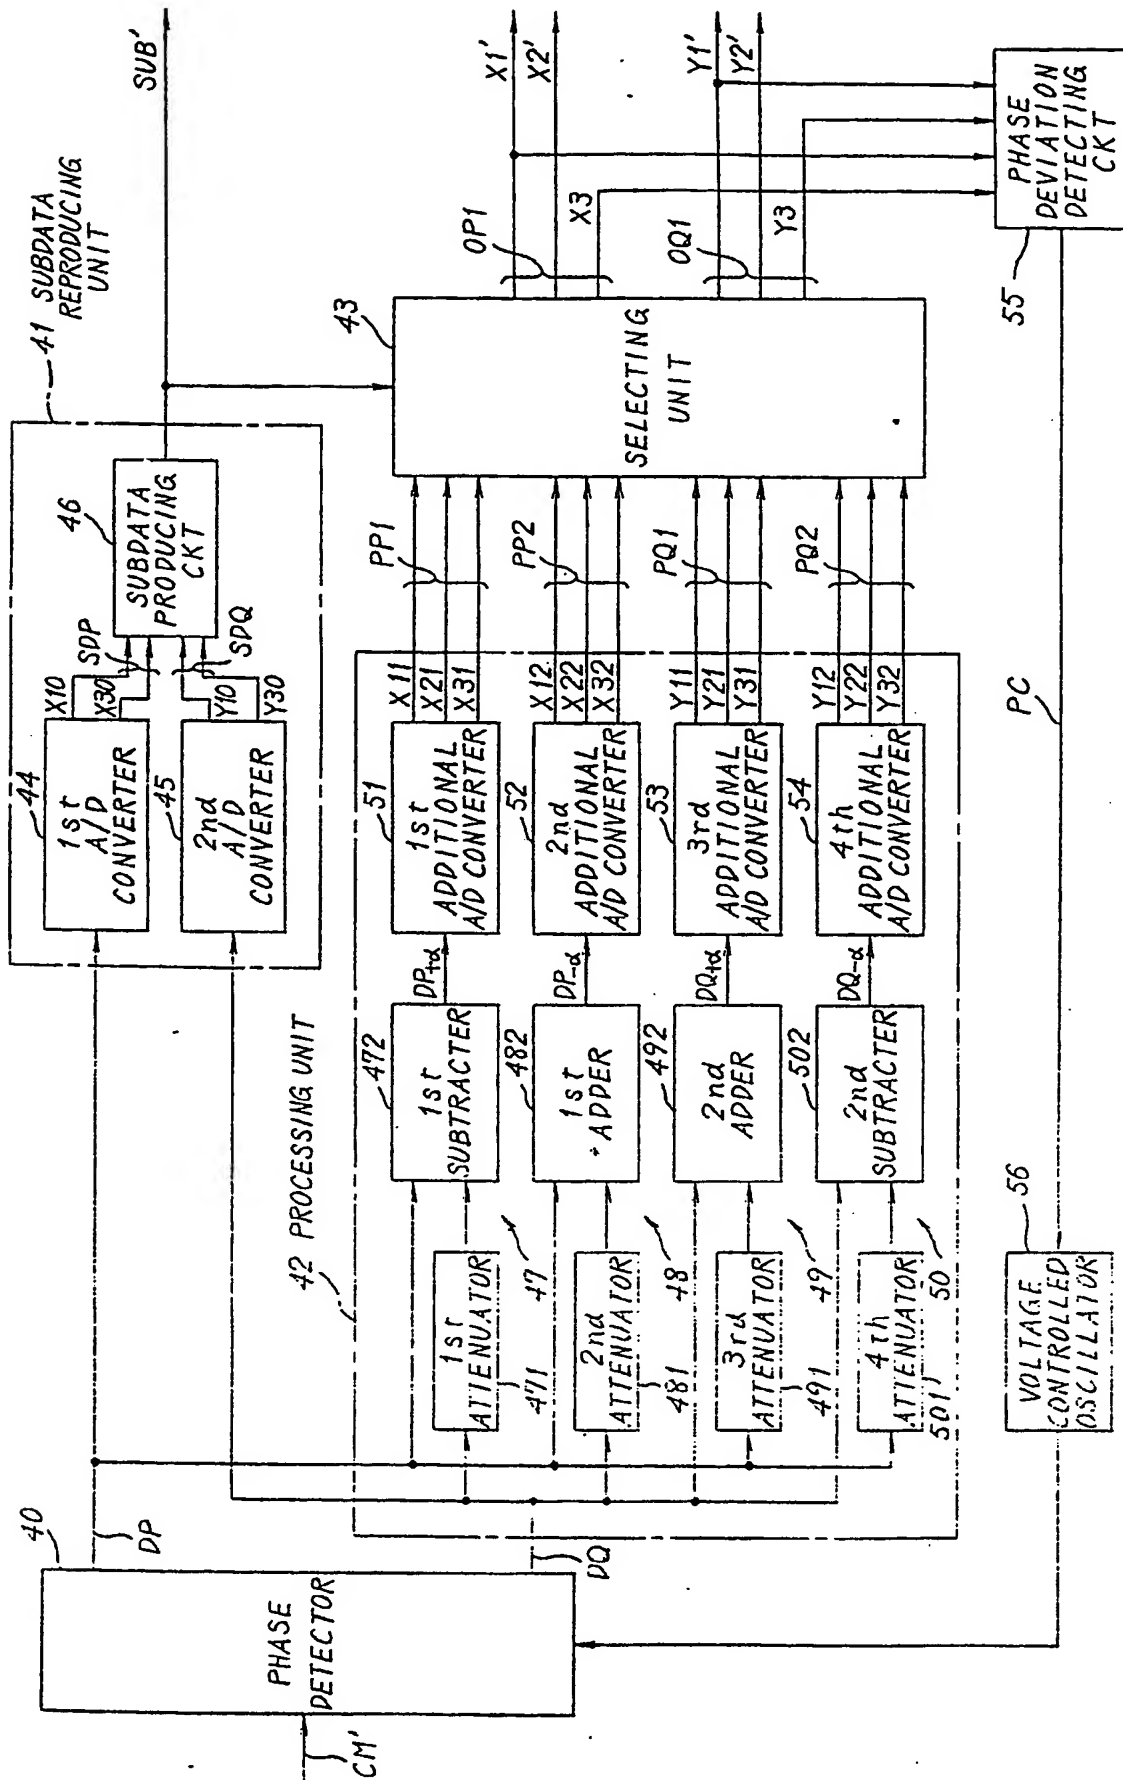 CM'
40
PHASE
DETECTOR
DP
DQ
41 SUBDATA
REPRODUCING
UNIT
44
1st
A/D
CONVERTER
45
2nd
A/D
CONVERTER
X10
X30
SDP
Y10
Y30
SDQ
46
SUBDATA
PRODUCING
CKT
SUB'
42 PROCESSING UNIT
1st
ATTENUATOR
471
47
472
1st
SUBTRACTER
DP+α
51
1st
ADDITIONAL
A/D CONVERTER
X11
X21
X31
PP1
2nd
ATTENUATOR
481
48
482
1st
ADDER
DP-α
52
2nd
ADDITIONAL
A/D CONVERTER
X12
X22
X32
PP2
3rd
ATTENUATOR
491
49
492
2nd
ADDER
DQ+α
53
3rd
ADDITIONAL
A/D CONVERTER
Y11
Y21
Y31
PQ1
4th
ATTENUATOR
501
50
502
2nd
SUBTRACTER
DQ-α
54
4th
ADDITIONAL
A/D CONVERTER
Y12
Y22
Y32
PQ2
43
SELECTING
UNIT
OP1
X1'
X2'
X3
OQ1
Y1'
Y2'
Y3
PHASE
DEVIATION
DETECTING
CKT
55
PC
56
VOLTAGE
CONTROLLED
OSCILLATOR